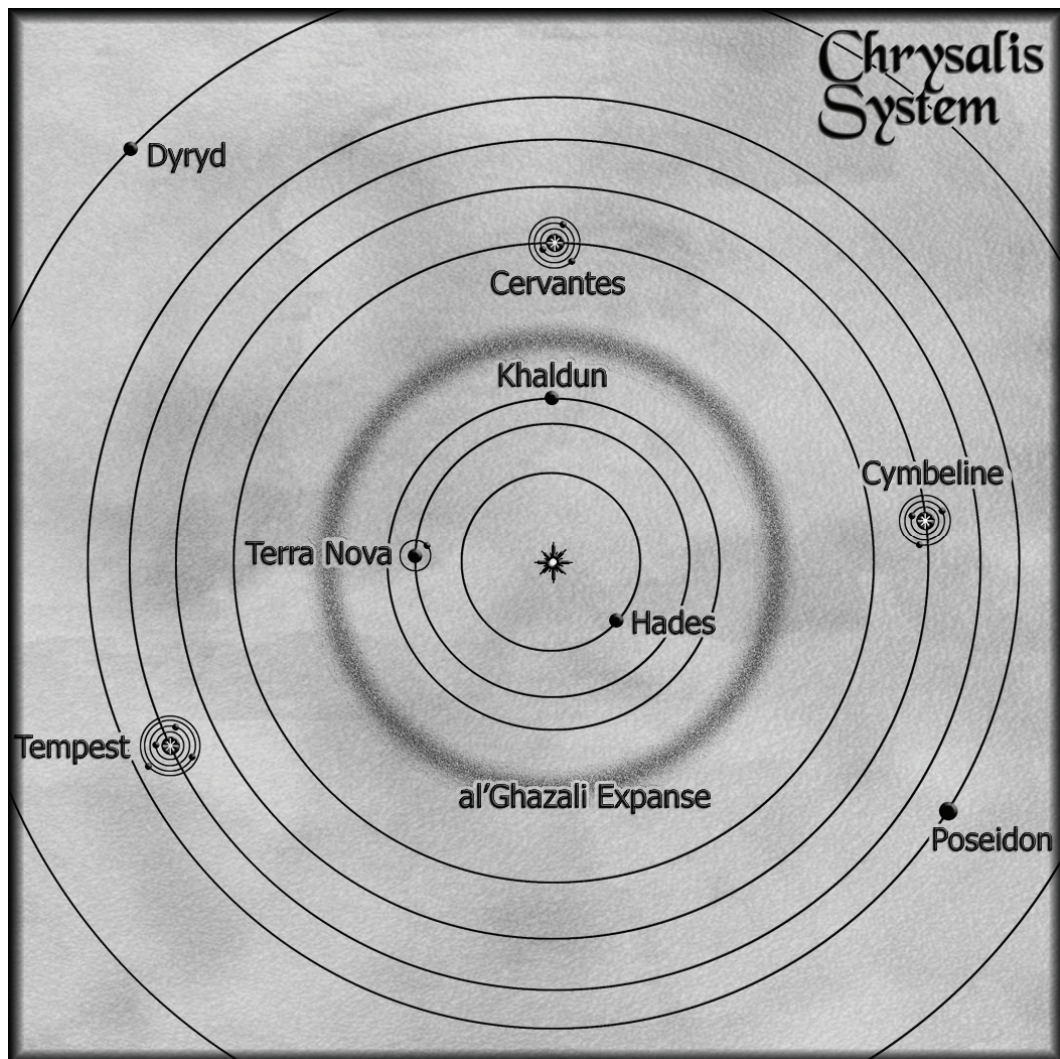 Chrysalis
System
Dyryd
Cervantes
Khaldun
Cymbeline
Terra Nova
Hades
Tempest
al’Ghazali Expanse
Poseidon